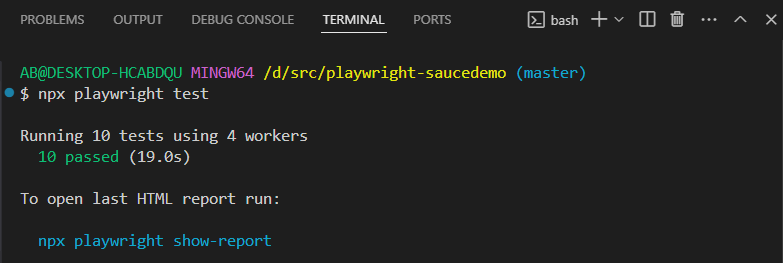 PROBLEMS OUTPUT DEBUG CONSOLE TERMINAL PORTS bash
AB@DESKTOP-HCABDQU MINGW64 /d/src/playwright-saucedemo (master)
$ npx playwright test
Running 10 tests using 4 workers
10 passed (19.0s)
To open last HTML report run:
npx playwright show-report